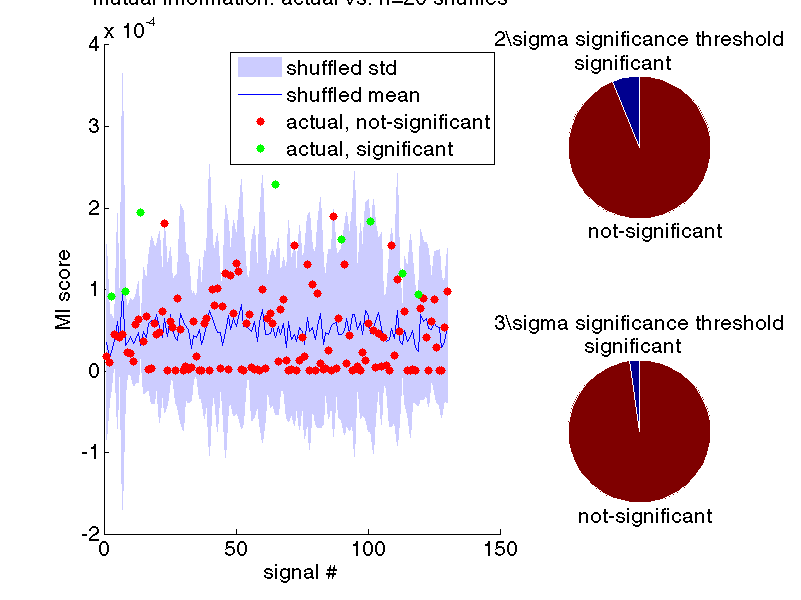 mutual information: actual vs. n=20 shuffles
x 10^-4
4
3
2
1
0
-1
-2
0
50
100
150
MI score
signal #
shuffled std
shuffled mean
actual, not-significant
actual, significant
2\sigma significance threshold
significant
not-significant
3\sigma significance threshold
significant
not-significant